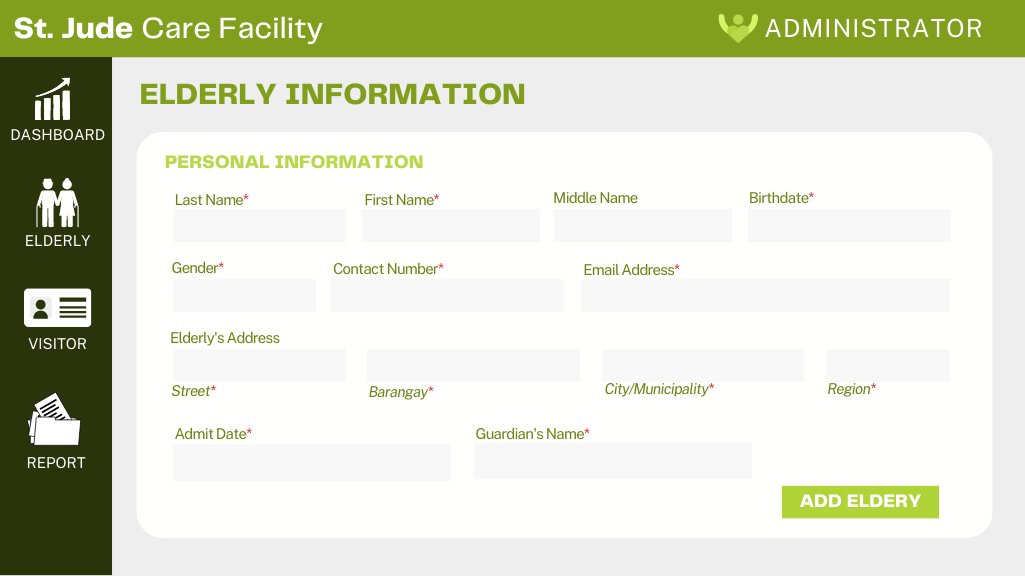 St. Jude Care Facility
ADMINISTRATOR
DASHBOARD
ELDERLY
VISITOR
REPORT
ELDERLY INFORMATION
PERSONAL INFORMATION
Last Name* First Name* Middle Name Birthdate*
Gender* Contact Number* Email Address*
Elderly's Address
Street* Barangay* City/Municipality* Region*
Admit Date* Guardian's Name*
ADD ELDERY